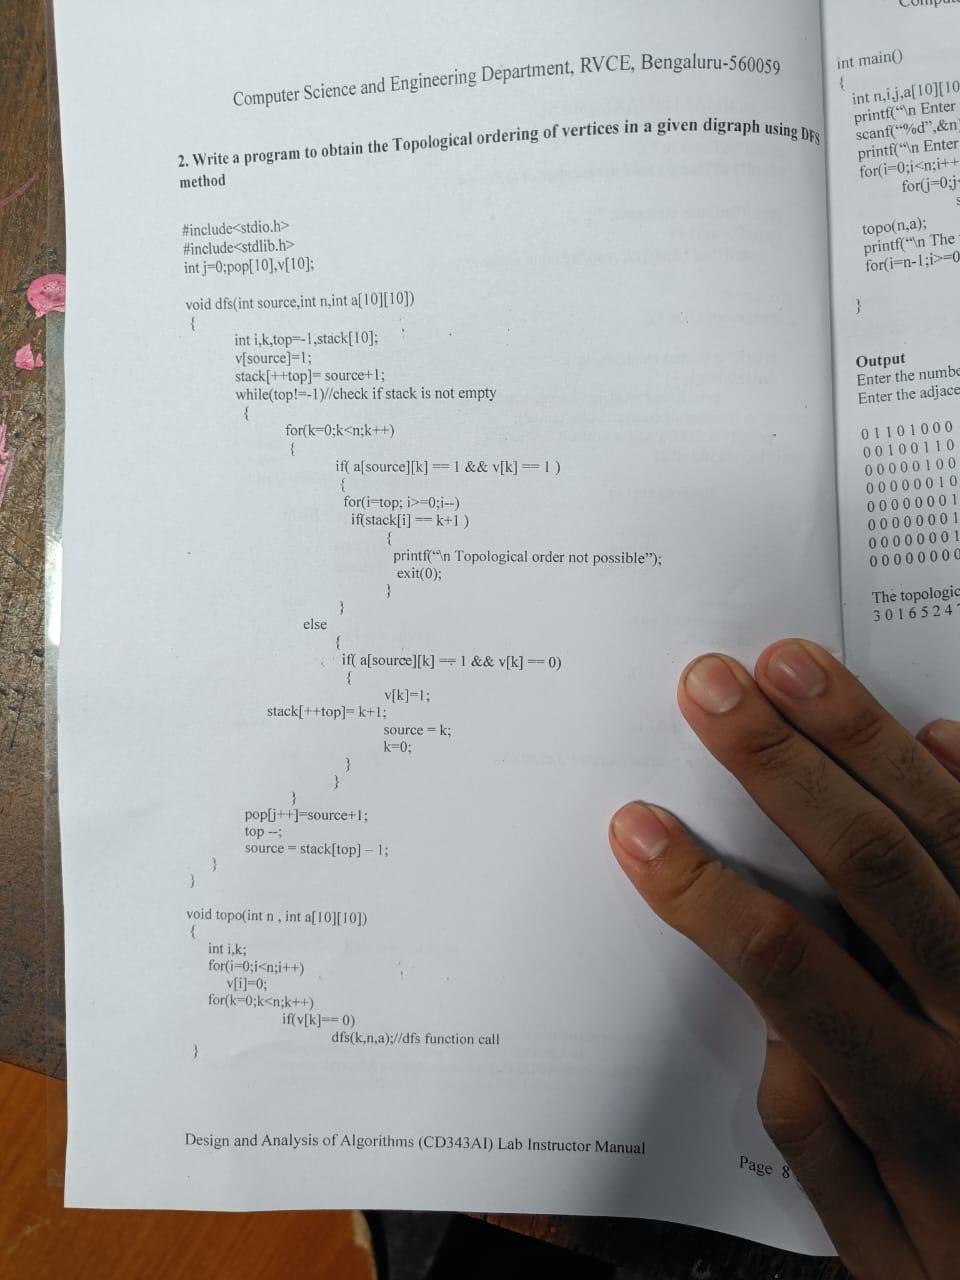 Computer Science and Engineering Department, RVCE, Bengaluru-560059
2. Write a program to obtain the Topological ordering of vertices in a given digraph using DFS
method
#include<stdio.h>
#include<stdlib.h>
int j=0;pop[10],v[10];
void dfs(int source,int n,int a[10][10])
{
int i,k,top=-1,stack[10];
v[source]=1;
stack[++top]= source+1;
while(top!=-1)//check if stack is not empty
{
for(k=0;k<n;k++)
{
if( a[source][k] == 1 && v[k] == 1 )
{
for(i=top; i>=0;i--)
if(stack[i] == k+1 )
{
printf(“\n Topological order not possible”);
exit(0);
}
}
else
{
if( a[source][k] == 1 && v[k] == 0)
{
v[k]=1;
stack[++top]= k+1;
source = k;
k=0;
}
}
}
pop[j++]=source+1;
top --;
source = stack[top] – 1;
}
}
void topo(int n , int a[10][10])
{
int i,k;
for(i=0;i<n;i++)
v[i]=0;
for(k=0;k<n;k++)
if(v[k]== 0)
dfs(k,n,a);//dfs function call
}
Design and Analysis of Algorithms (CD343AI) Lab Instructor Manual
Page 8
int main()
{
int n,i,j,a[10][10
printf(“\n Enter
scanf(“%d”,&n)
printf(“\n Enter
for(i=0;i<n;i++
for(j=0;j
topo(n,a);
printf(“\n The
for(i=n-1;i>=0
}
Output
Enter the
Enter the
0 1 1 0 1 0 0 0
0 0 1 0 0 1 1 0
0 0 0 0 0 1 0 0
0 0 0 0 0 0 1 0
0 0 0 0 0 0 0 1
0 0 0 0 0 0 0 1
0 0 0 0 0 0 0 1
0 0 0 0 0 0 0 0
The
3 0 1 6 5 2 4